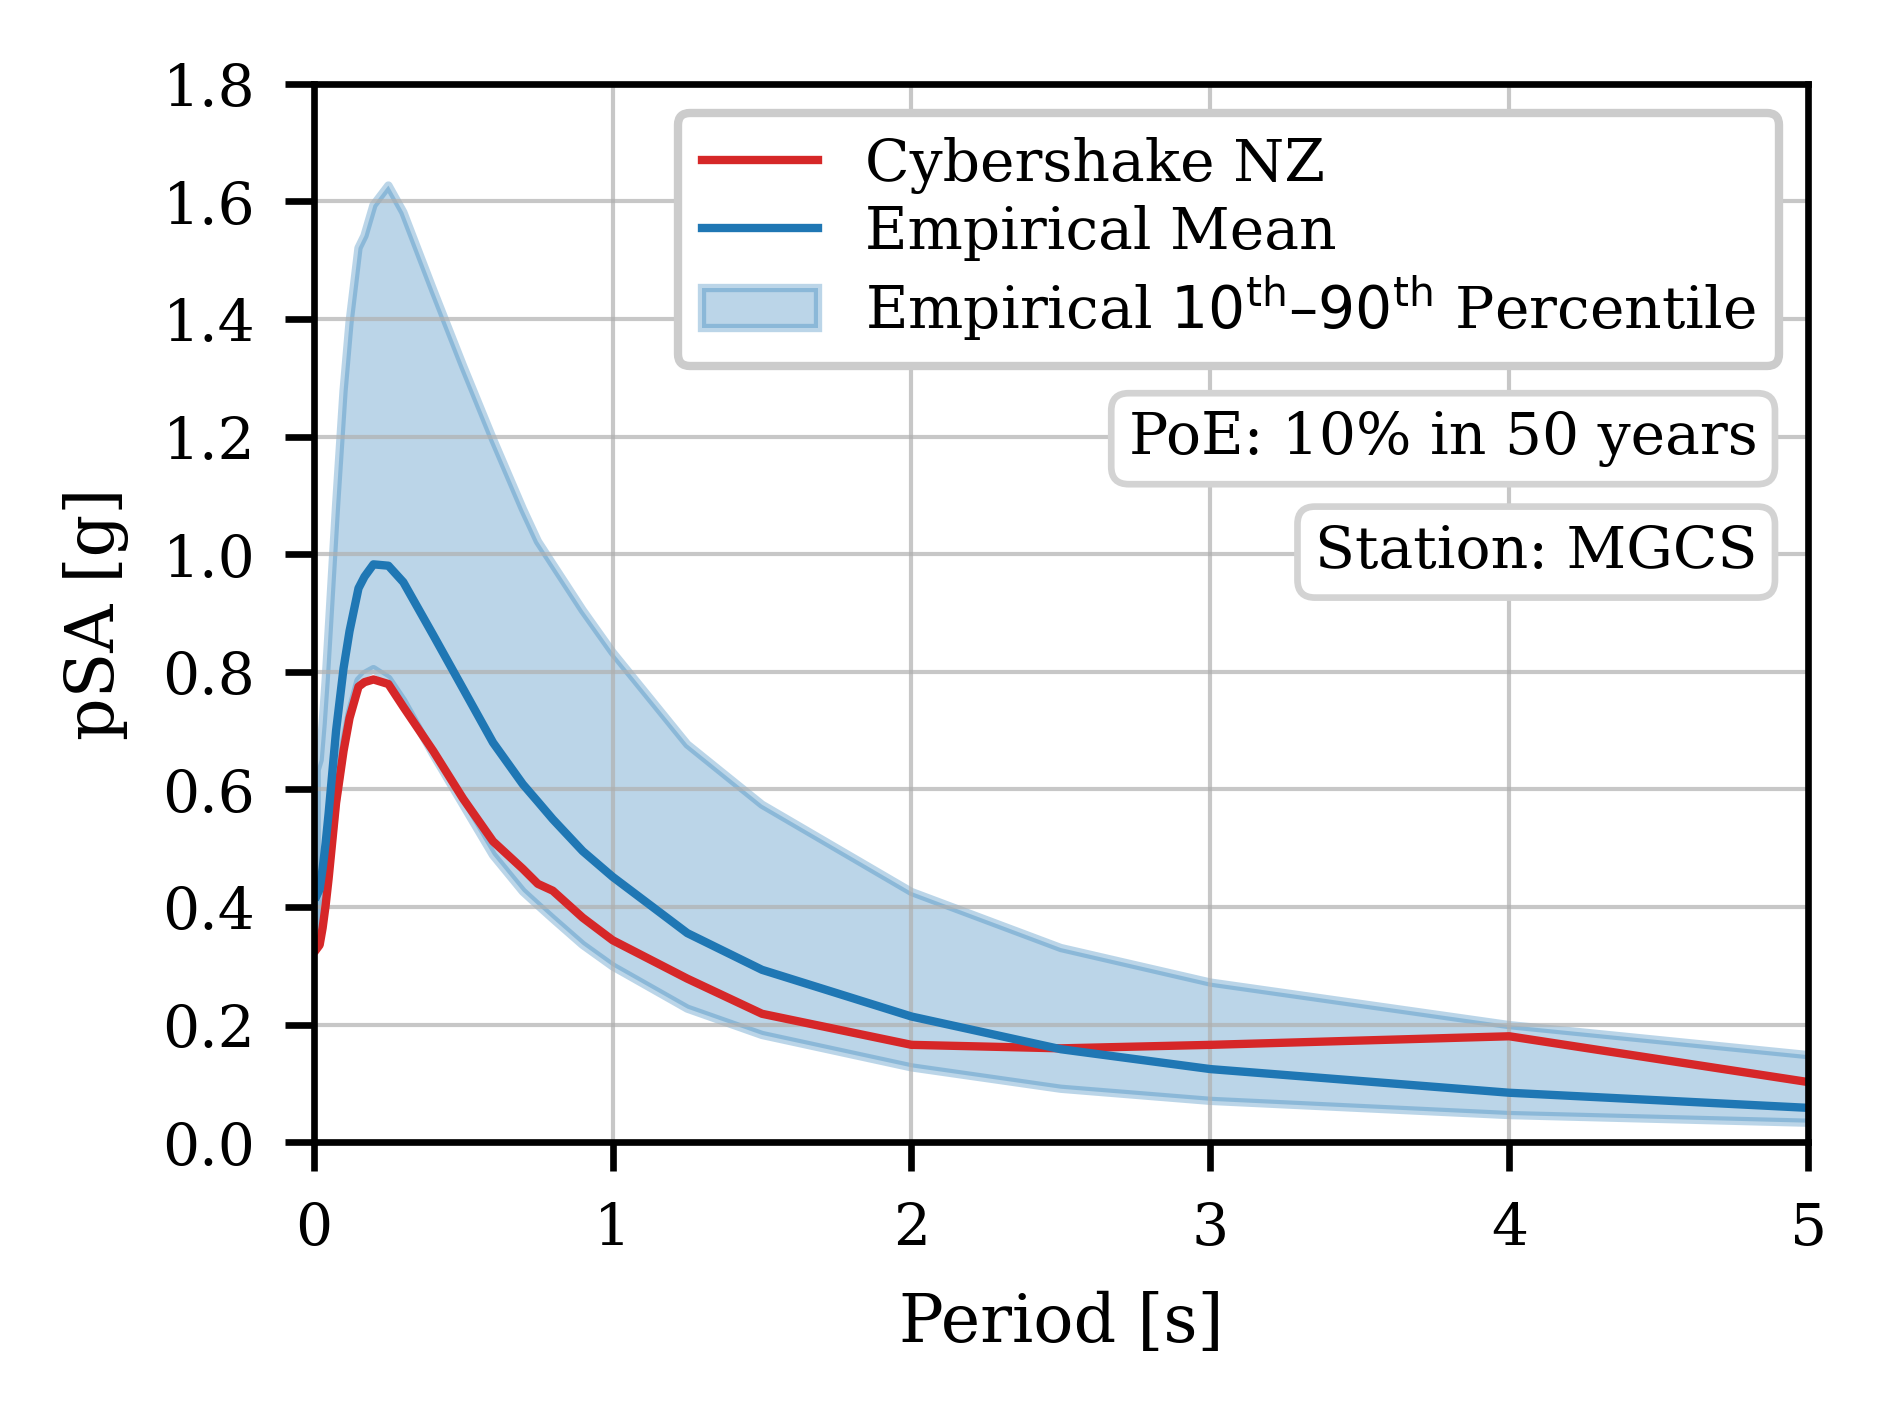 1.8
1.6
1.4
1.2
1.0
0.8
0.6
0.4
0.2
0.0
pSA [g]
Cybershake NZ
Empirical Mean
Empirical 10th–90th Percentile
PoE: 10% in 50 years
Station: MGCS
0 1 2 3 4 5
Period [s]